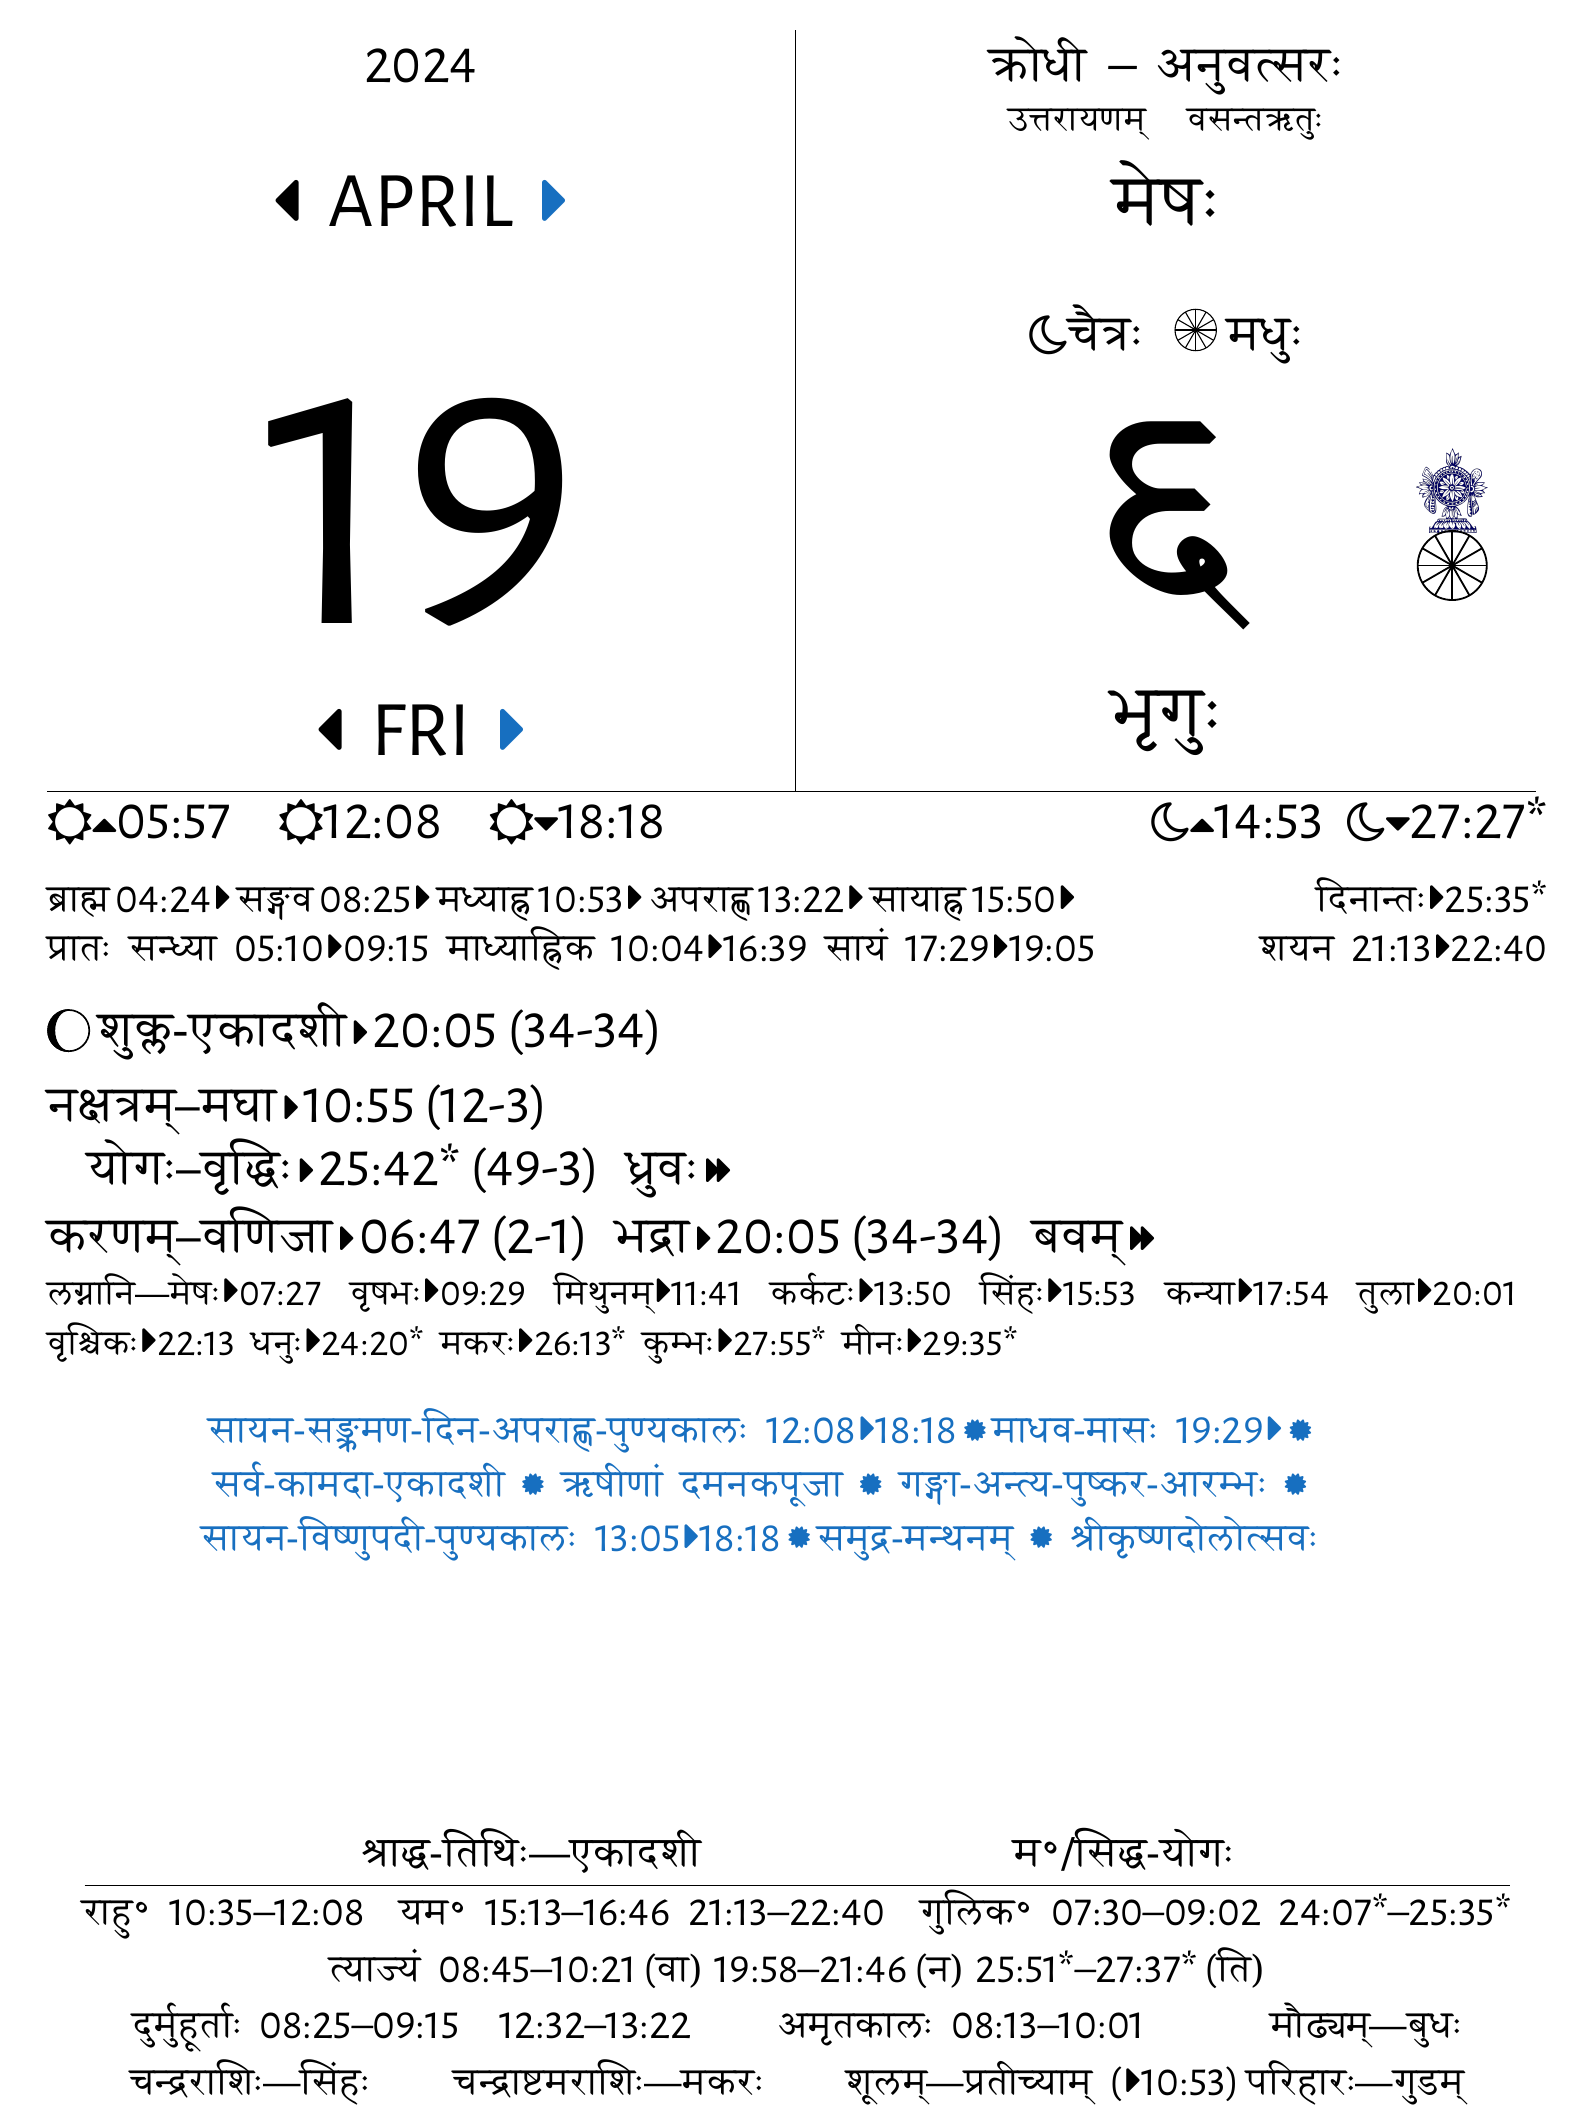 2024
APRIL
19
FRI
क्रोधी – अनुवत्सरः
उत्तरायणम् वसन्तऋतुः
मेषः
चैत्रः मधुः
६
भृगुः
05:57 12:08 18:18 14:53 27:27*
ब्राह्म 04:24 सङ्गव 08:25 मध्याह्न 10:53 अपराह्ण 13:22 सायाह्न 15:50 दिनान्तः 25:35*
प्रातः सन्ध्या 05:10 09:15 माध्याह्निक 10:04 16:39 सायं 17:29 19:05 शयन 21:13 22:40
शुक्ल-एकादशी 20:05 (34-34)
नक्षत्रम्–मघा 10:55 (12-3)
योगः–वृद्धिः 25:42* (49-3) ध्रुवः
करणम्–वणिजा 06:47 (2-1) भद्रा 20:05 (34-34) बवम्
लग्नानि—मेषः 07:27 वृषभः 09:29 मिथुनम् 11:41 कर्कटः 13:50 सिंहः 15:53 कन्या 17:54 तुला 20:01
वृश्चिकः 22:13 धनुः 24:20* मकरः 26:13* कुम्भः 27:55* मीनः 29:35*
सायन-सङ्क्रमण-दिन-अपराह्ण-पुण्यकालः 12:08 18:18 माधव-मासः 19:29
सर्व-कामदा-एकादशी ऋषीणां दमनकपूजा गङ्गा-अन्त्य-पुष्कर-आरम्भः
सायन-विष्णुपदी-पुण्यकालः 13:05 18:18 समुद्र-मन्थनम् श्रीकृष्णदोलोत्सवः
श्राद्ध-तिथिः—एकादशी म॰/सिद्ध-योगः
राहु॰ 10:35–12:08 यम॰ 15:13–16:46 21:13–22:40 गुलिक॰ 07:30–09:02 24:07*–25:35*
त्याज्यं 08:45–10:21 (वा) 19:58–21:46 (न) 25:51*–27:37* (ति)
दुर्मुहूर्ताः 08:25–09:15 12:32–13:22 अमृतकालः 08:13–10:01 मौढ्यम्—बुधः
चन्द्रराशिः—सिंहः चन्द्राष्टमराशिः—मकरः शूलम्—प्रतीच्याम् (10:53) परिहारः—गुडम्